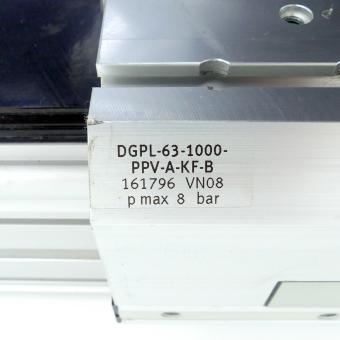 DGPL-63-1000-
PPV-A-KF-B
161796 VN08
p max 8 bar